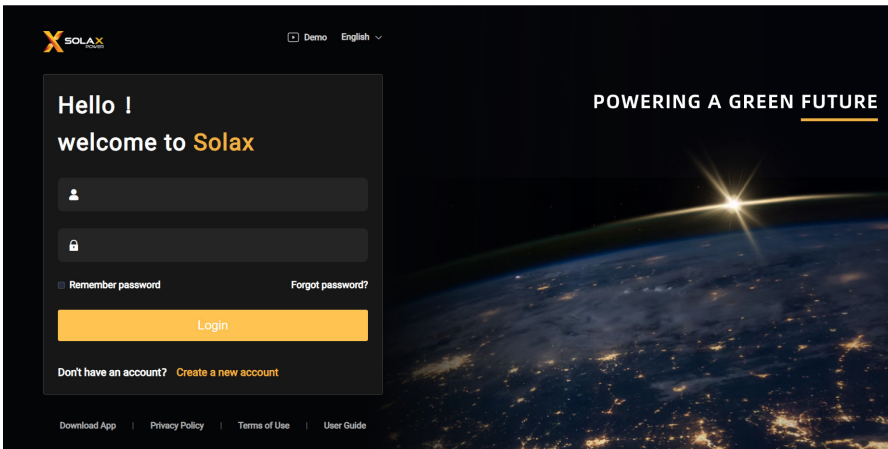 SOLAX
POWER
Demo English
Hello !
welcome to Solax
Remember password Forgot password?
Login
Don't have an account? Create a new account
Download App | Privacy Policy | Terms of Use | User Guide
POWERING A GREEN FUTURE